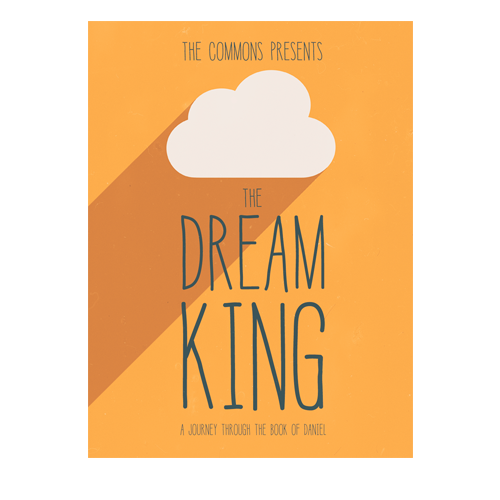 THE COMMONS PRESENTS
THE
DREAM
KING
A JOURNEY THROUGH THE BOOK OF DANIEL